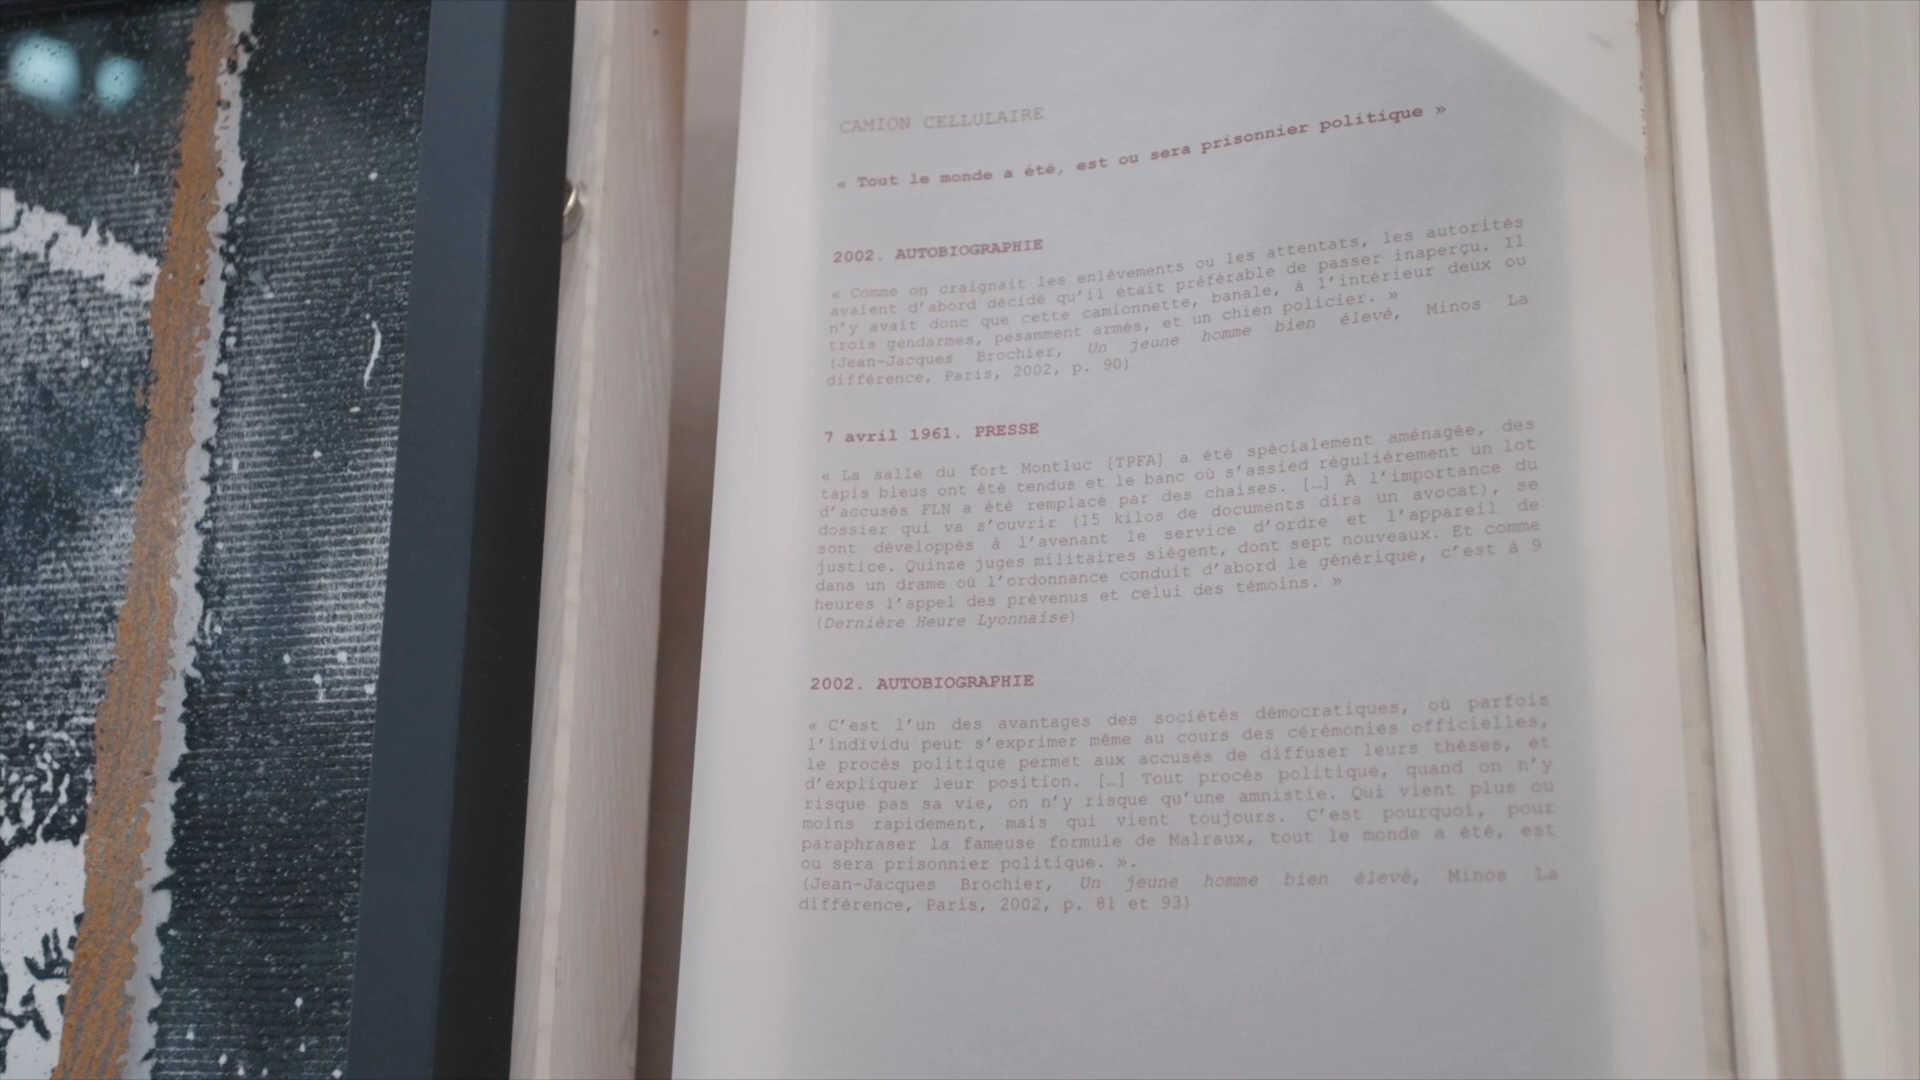 CAMION CELLULAIRE
« Tout le monde a été, est ou sera prisonnier politique »
2002. AUTOBIOGRAPHIE
« Comme on craignait les enlèvements ou les attentats, les autorités
avaient d’abord décidé qu’il était préférable de passer inaperçu. Il
n’y avait donc que cette camionnette, banale, à l’intérieur deux ou
trois gendarmes, pesamment armés, et un chien policier. »
(Jean-Jacques Brochier, Un jeune homme bien élevé, Minos La
différence, Paris, 2002, p. 90)
7 avril 1961. PRESSE
« La salle du fort Montluc [TPFA] a été spécialement aménagée, des
tapis bleus ont été tendus et le banc où s’assied régulièrement un lot
d’accusés FLN a été remplacé par des chaises. […] À l’importance du
dossier qui va s’ouvrir (15 kilos de documents dira un avocat), se
sont développés à l’avenant le service d’ordre et l’appareil de
justice. Quinze juges militaires siègent, dont sept nouveaux. Et comme
dans un drame où l’ordonnance conduit d’abord le générique, c’est à 9
heures l’appel des prévenus et celui des témoins. »
(Dernière Heure Lyonnaise)
2002. AUTOBIOGRAPHIE
« C’est l’un des avantages des sociétés démocratiques, où parfois
l’individu peut s’exprimer même au cours des cérémonies officielles,
le procès politique permet aux accusés de diffuser leurs thèses, et
d’expliquer leur position. […] Tout procès politique, quand on n’y
risque pas sa vie, on n’y risque qu’une amnistie. Qui vient plus ou
moins rapidement, mais qui vient toujours. C’est pourquoi, pour
paraphraser la fameuse formule de Malraux, tout le monde a été, est
ou sera prisonnier politique. ».
(Jean-Jacques Brochier, Un jeune homme bien élevé, Minos La
différence, Paris, 2002, p. 81 et 93)